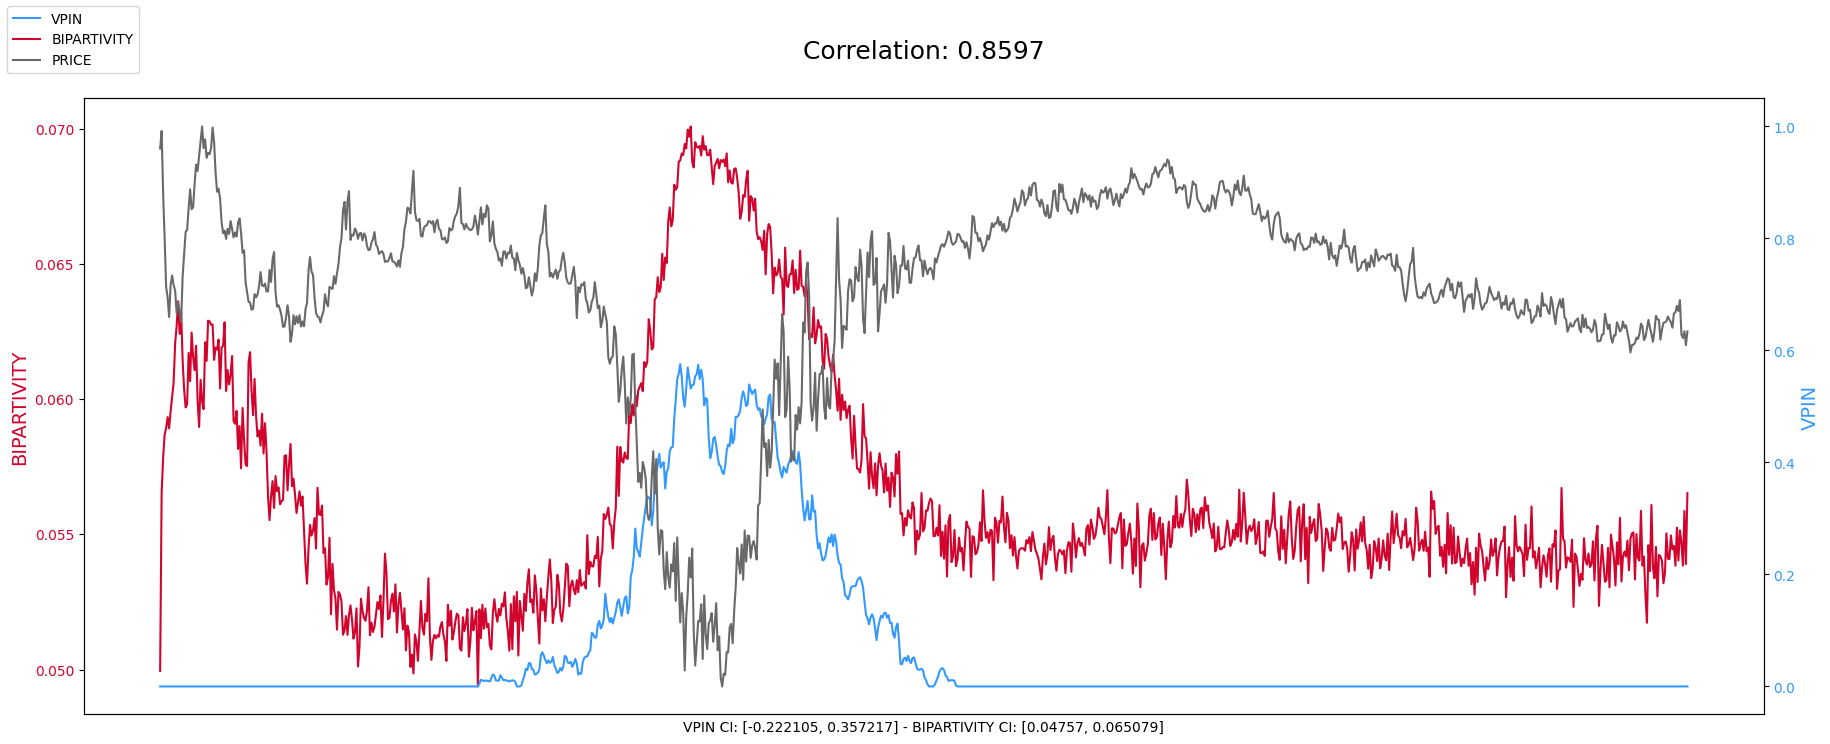 VPIN
BIPARTIVITY
PRICE
Correlation: 0.8597
0.070
0.065
0.060
0.055
0.050
BIPARTIVITY
1.0
0.8
0.6
0.4
0.2
0.0
VPIN
VPIN CI: [-0.222105, 0.357217] - BIPARTIVITY CI: [0.04757, 0.065079]